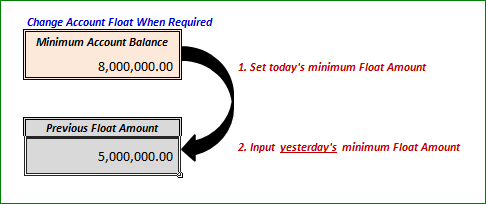 Change Account Float When Required
Minimum Account Balance
8,000,000.00
1. Set today's minimum Float Amount
Previous Float Amount
5,000,000.00
2. Input yesterday's minimum Float Amount